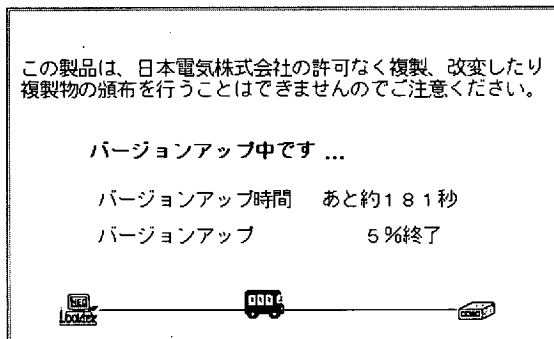 この製品は、日本電気株式会社の許可なく複製、改変したり
複製物の頒布を行うことはできませんのでご注意ください。
バージョンアップ中です ...
バージョンアップ時間　あと約１８１秒
バージョンアップ　５％終了
NEC